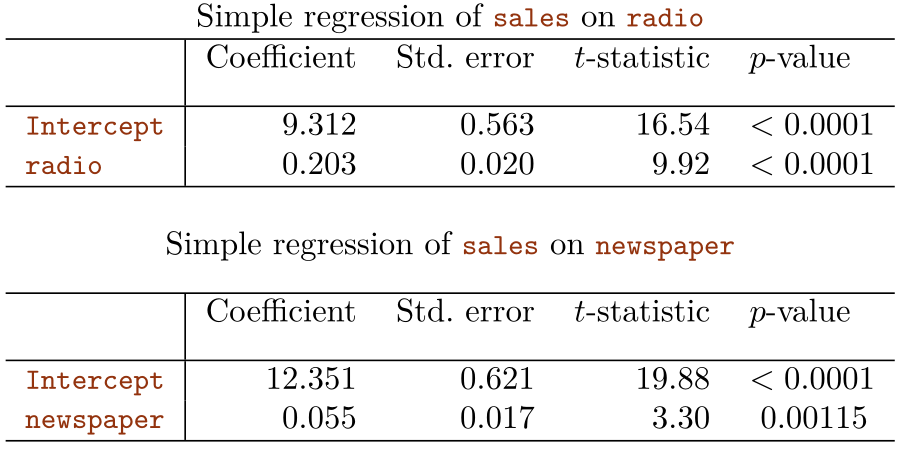 Simple regression of sales on radio
Coefficient Std. error t-statistic p-value
Intercept 9.312 0.563 16.54 < 0.0001
radio 0.203 0.020 9.92 < 0.0001
Simple regression of sales on newspaper
Coefficient Std. error t-statistic p-value
Intercept 12.351 0.621 19.88 < 0.0001
newspaper 0.055 0.017 3.30 0.00115